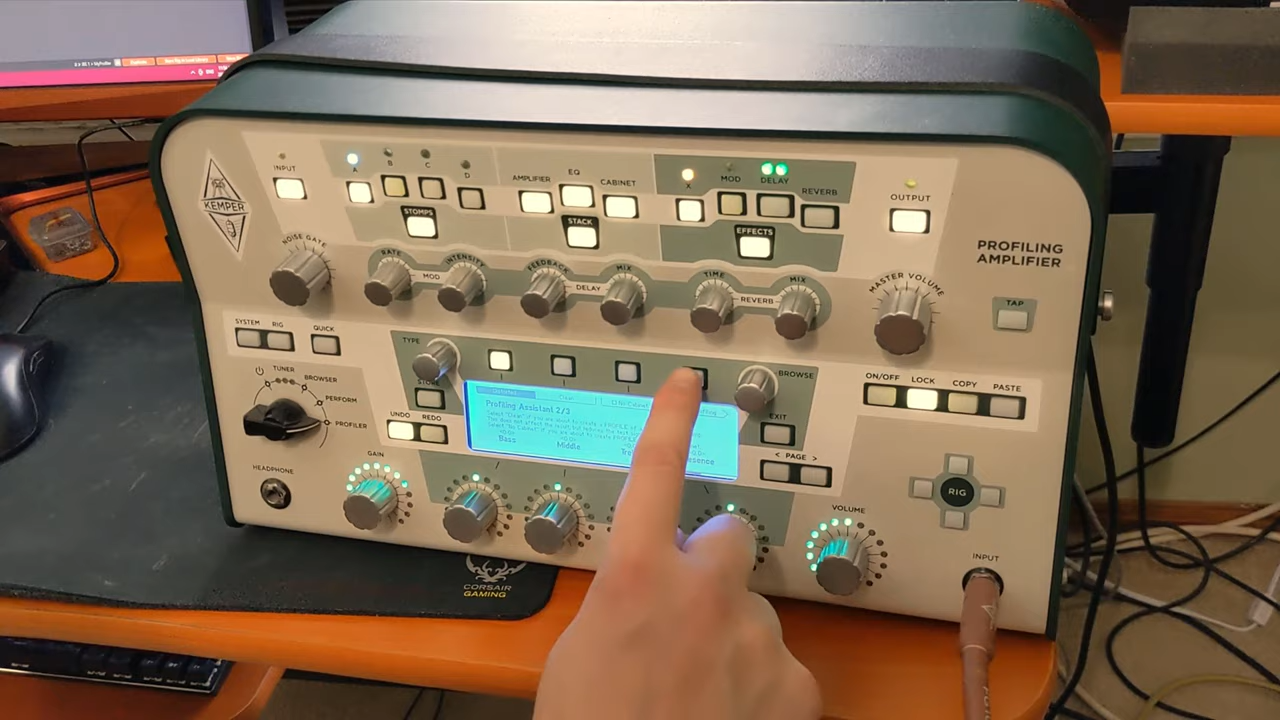 KEMPER
INPUT
A
B
C
D
STOMPS
AMPLIFIER
EQ
CABINET
STACK
X
MOD
DELAY
REVERB
EFFECTS
OUTPUT
PROFILING
AMPLIFIER
NOISE GATE
RATE
MOD
INTENSITY
FEEDBACK
DELAY
MIX
TIME
REVERB
MIX
MASTER VOLUME
TAP
SYSTEM
RIG
QUICK
TYPE
BROWSE
ON/OFF
LOCK
COPY
PASTE
TUNER
BROWSER
PERFORM
PROFILER
UNDO
REDO
EXIT
< PAGE >
Clean
Profiling Assistant 2/3
Bass
Middle
HEADPHONE
GAIN
VOLUME
RIG
INPUT
CORSAIR
GAMING